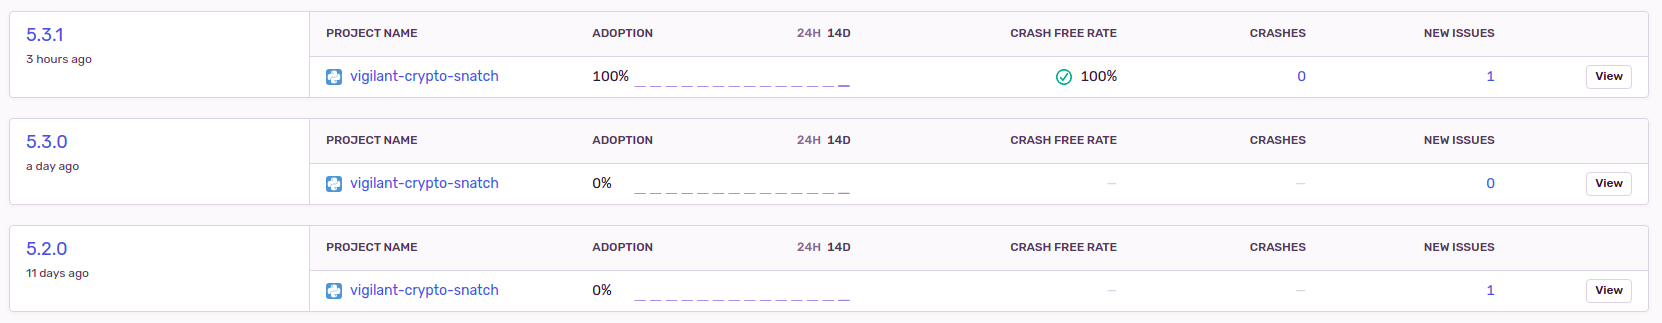 5.3.1
3 hours ago
PROJECT NAME ADOPTION 24H 14D CRASH FREE RATE CRASHES NEW ISSUES
vigilant-crypto-snatch 100% 100% 0 1 View
5.3.0
a day ago
PROJECT NAME ADOPTION 24H 14D CRASH FREE RATE CRASHES NEW ISSUES
vigilant-crypto-snatch 0% — — 0 View
5.2.0
11 days ago
PROJECT NAME ADOPTION 24H 14D CRASH FREE RATE CRASHES NEW ISSUES
vigilant-crypto-snatch 0% — — 1 View